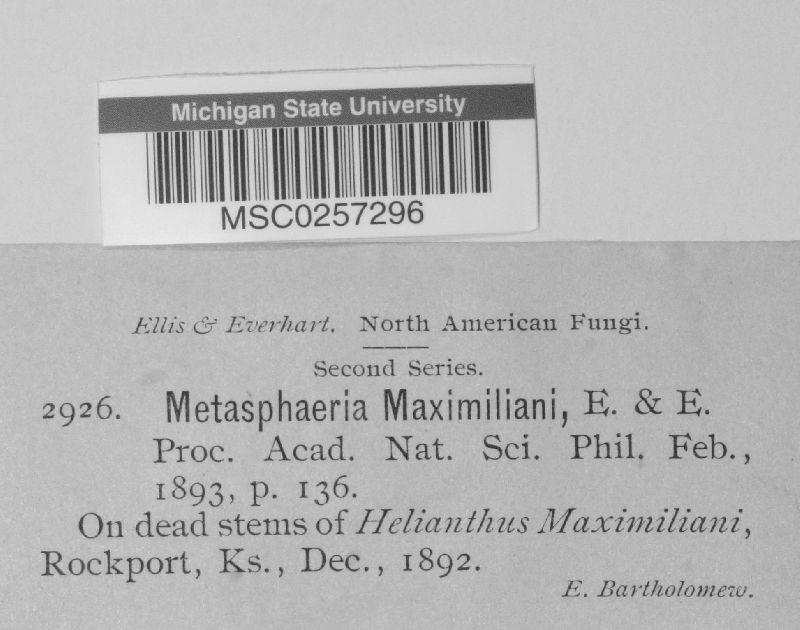 Michigan State University
MSC0257296
Ellis & Everhart. North American Fungi.
Second Series.
2926. Metasphaeria Maximiliani, E. & E.
Proc. Acad. Nat. Sci. Phil. Feb.,
1893, p. 136.
On dead stems of Helianthus Maximiliani,
Rockport, Ks., Dec., 1892.
E. Bartholomew.